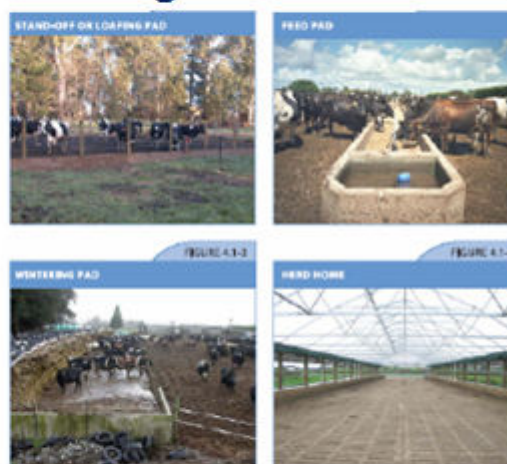 STAND-OFF OR LOAFING PAD
FEED PAD
FIGURE 4.1-3
WINTERING PAD
HERD HOME